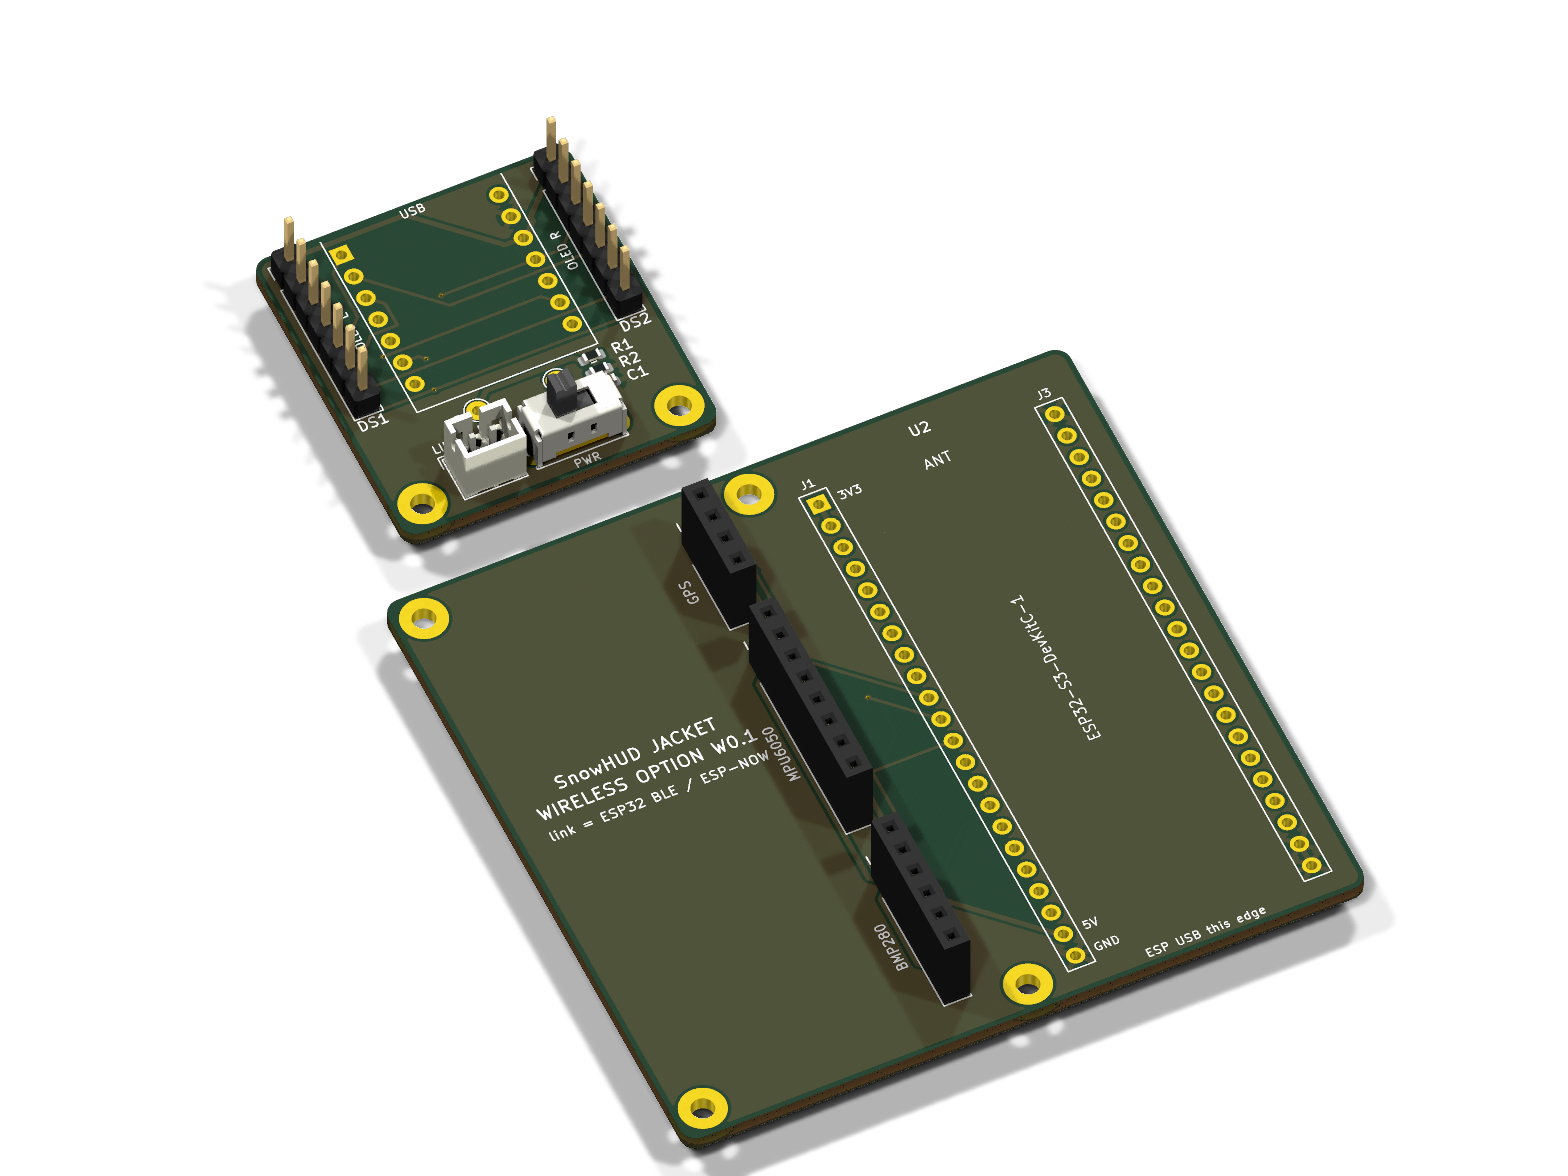 USB
OLED R
DS2
R1
R2
C1
DS1
PWR
J3
U2
ANT
J1
3V3
GPS
ESP32-S3-DevKitC-1
MPU6050
SnowHUD JACKET
WIRELESS OPTION W0.1
link = ESP32 BLE / ESP-NOW
BMP280
5V
GND
ESP USB this edge